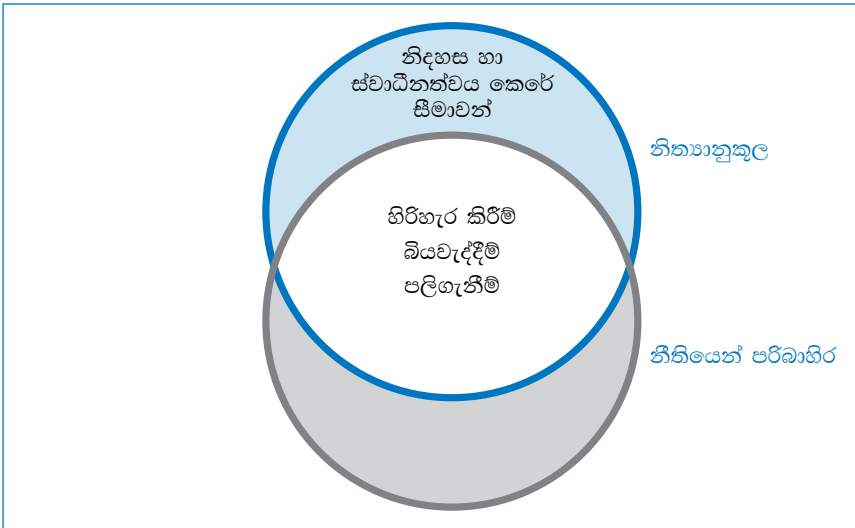 නිදහස හා
ස්වාධීනත්වය කෙරේ
සීමාවන්
නිත්‍යානුකූල
හිරිහැර කිරීම්
බියවැද්දීම්
පලිගැනීම්
නීතියෙන් පරිබාහිර